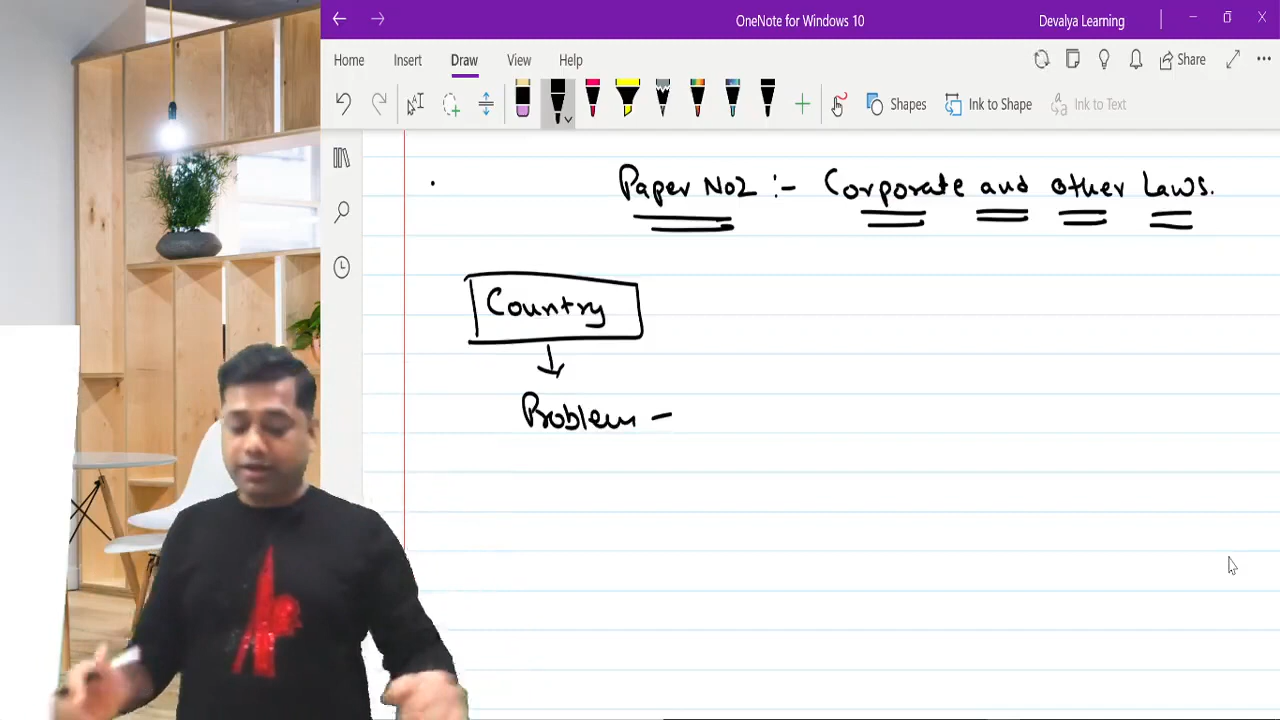 OneNote for Windows 10
Devalya Learning
Home Insert Draw View Help
Share
Shapes
Ink to Shape
Ink to Text
Paper No2 :- Corporate and other Laws.
Country
Problem -